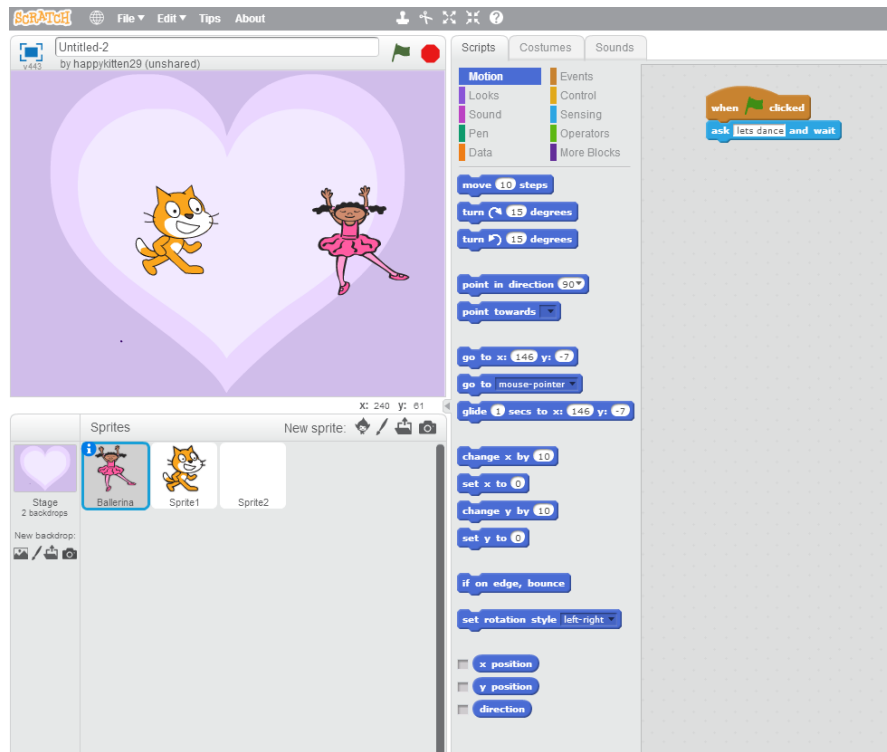 SCRATCH File Edit Tips About
Untitled-2
by happykitten29 (unshared)
v443
X: 240 y: 61
Sprites New sprite:
Stage
2 backdrops
New backdrop:
Ballerina
Sprite1
Sprite2
Scripts Costumes Sounds
Motion Events
Looks Control
Sound Sensing
Pen Operators
Data More Blocks
move 10 steps
turn 15 degrees
turn 15 degrees
point in direction 90
point towards
go to x: 146 y: -7
go to mouse-pointer
glide 1 secs to x: 146 y: -7
change x by 10
set x to 0
change y by 10
set y to 0
if on edge, bounce
set rotation style left-right
x position
y position
direction
when clicked
ask lets dance and wait